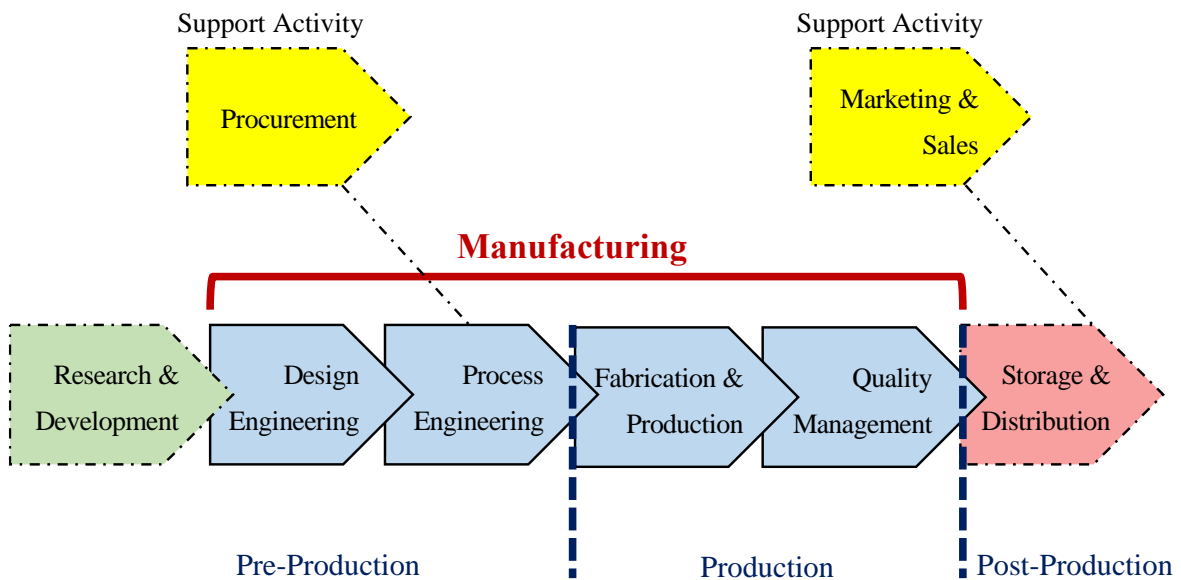 Support Activity
Support Activity
Procurement
Marketing &
Sales
Manufacturing
Research &
Development
Design
Engineering
Process
Engineering
Fabrication &
Production
Quality
Management
Storage &
Distribution
Pre-Production
Production
Post-Production